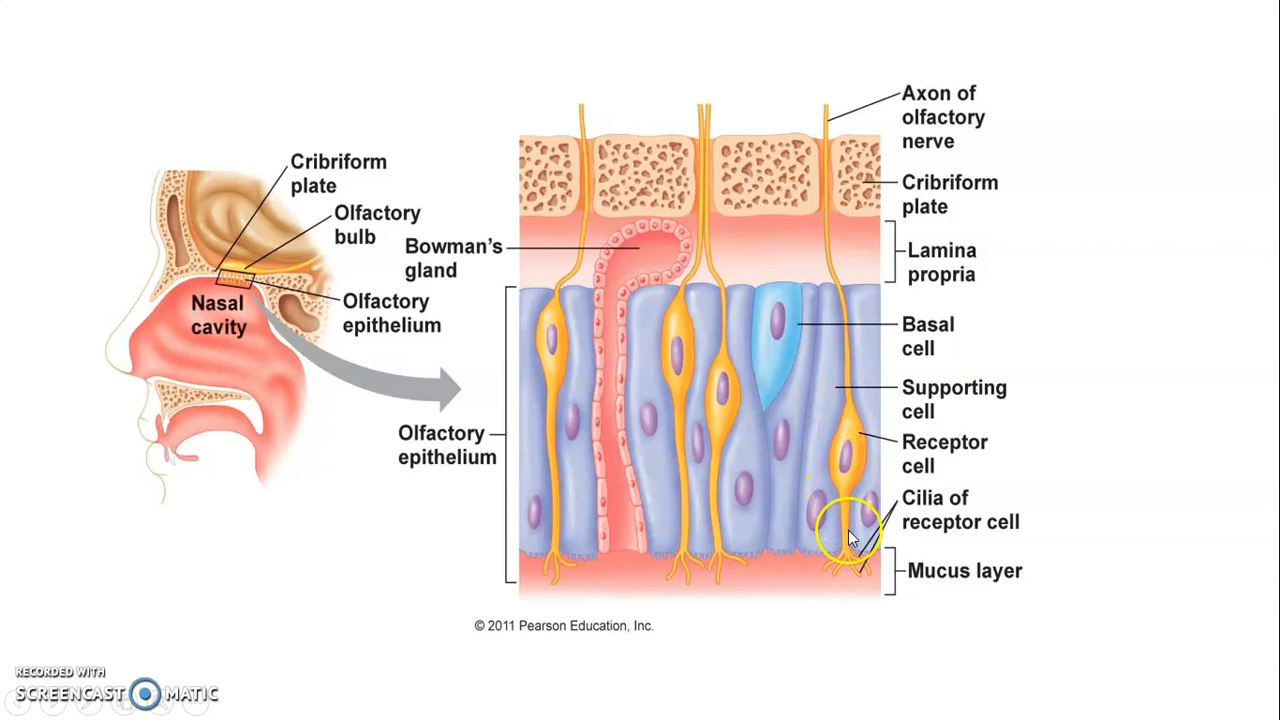 Cribriform
plate
Olfactory
bulb
Nasal
cavity
Olfactory
epithelium
Bowman's
gland
Olfactory
epithelium
Axon of
olfactory
nerve
Cribriform
plate
Lamina
propria
Basal
cell
Supporting
cell
Receptor
cell
Cilia of
receptor cell
Mucus layer
© 2011 Pearson Education, Inc.
RECORDED WITH
SCREENCAST MATIC